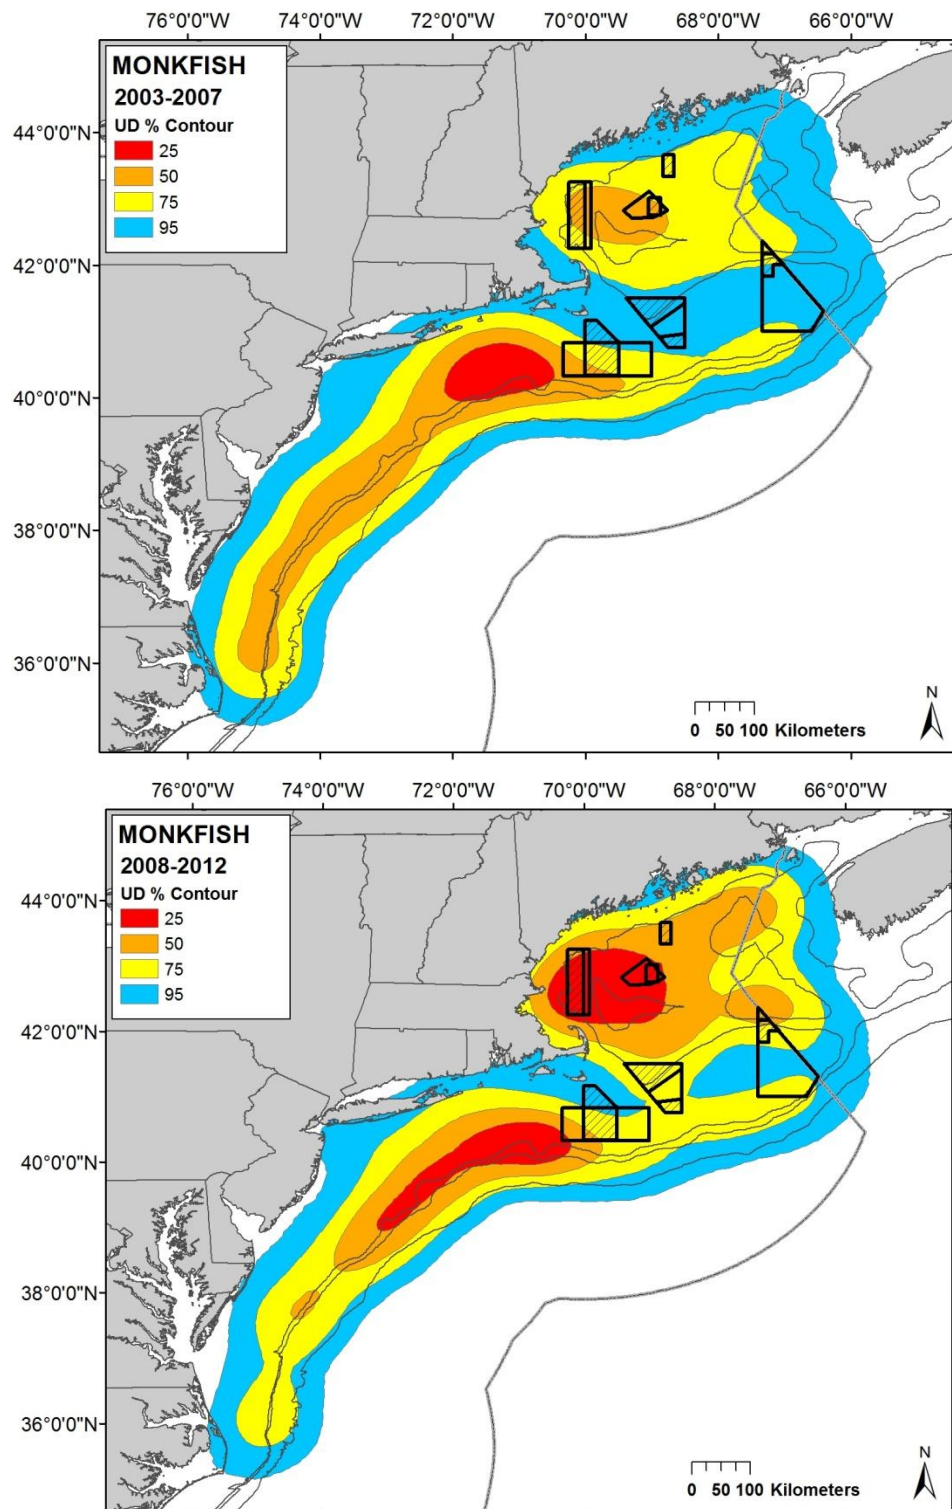 76°0'0"W 74°0'0"W 72°0'0"W 70°0'0"W 68°0'0"W 66°0'0"W
MONKFISH
2003-2007
UD % Contour
25
50
75
95
44°0'0"N
42°0'0"N
40°0'0"N
38°0'0"N
36°0'0"N
0 50 100 Kilometers
N
76°0'0"W 74°0'0"W 72°0'0"W 70°0'0"W 68°0'0"W 66°0'0"W
MONKFISH
2008-2012
UD % Contour
25
50
75
95
44°0'0"N
42°0'0"N
40°0'0"N
38°0'0"N
36°0'0"N
0 50 100 Kilometers
N